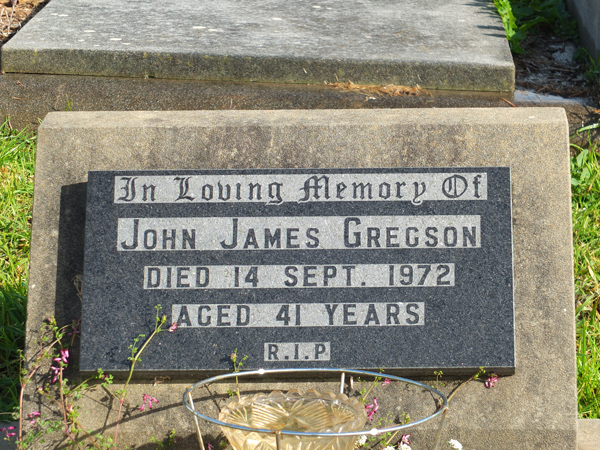 In Loving Memory Of
JOHN JAMES GREGSON
DIED 14 SEPT. 1972
AGED 41 YEARS
R.I.P